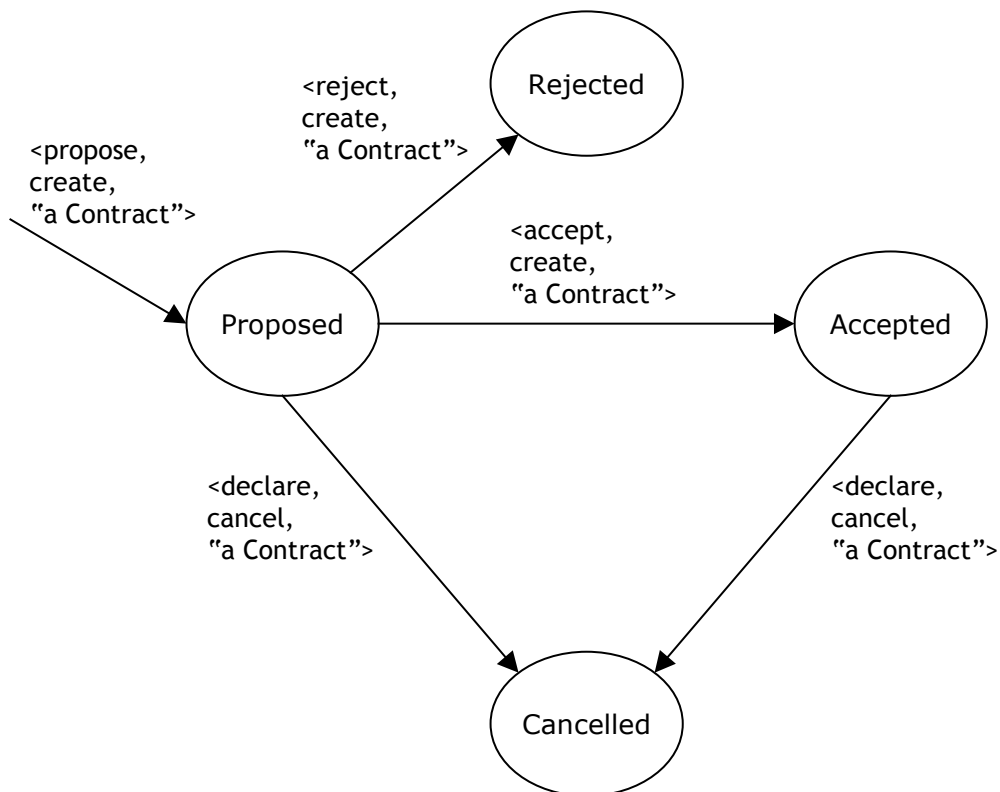 Rejected
<reject,
create,
“a Contract”>
<propose,
create,
“a Contract”>
<accept,
create,
“a Contract”>
Proposed
Accepted
<declare,
cancel,
“a Contract”>
<declare,
cancel,
“a Contract”>
Cancelled